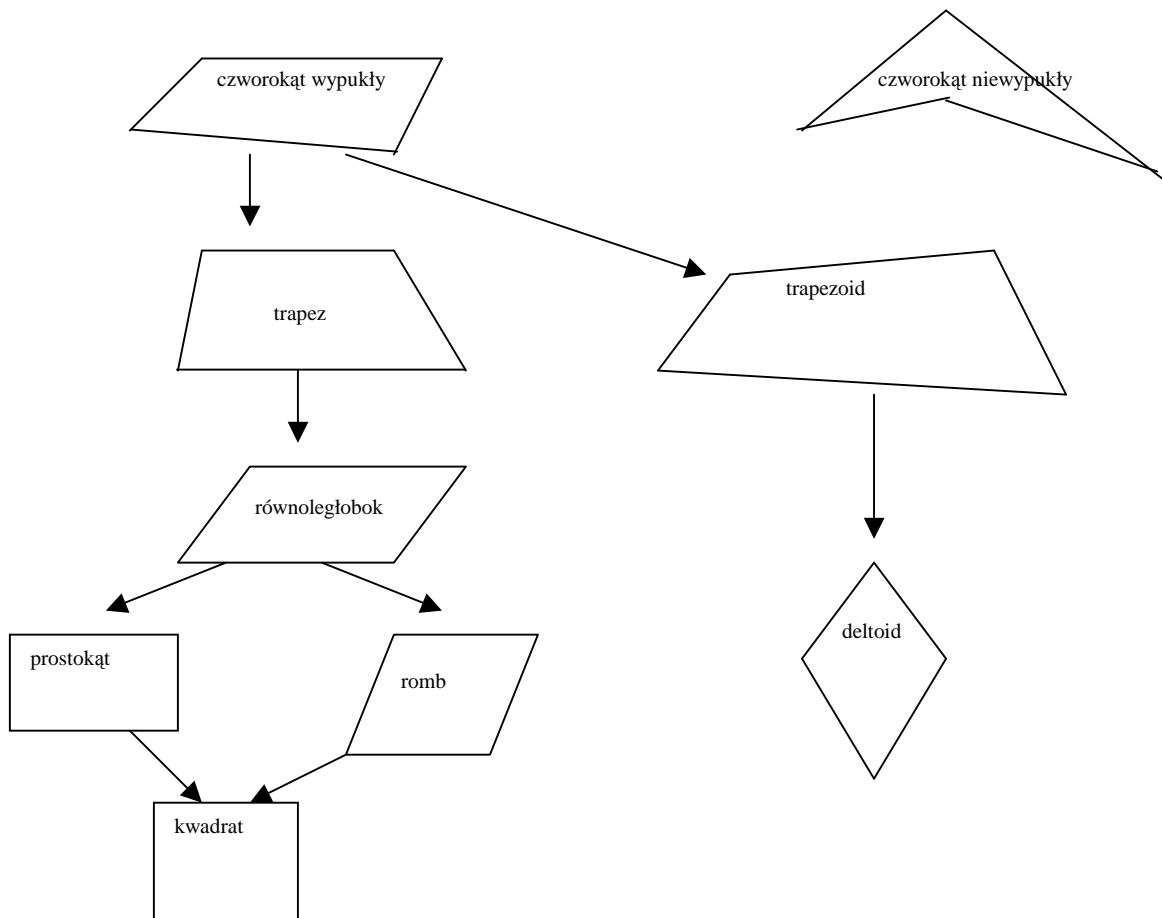 czworokąt wypukły
czworokąt niewypukły
trapez
trapezoid
równoległobok
prostokąt
romb
deltoid
kwadrat